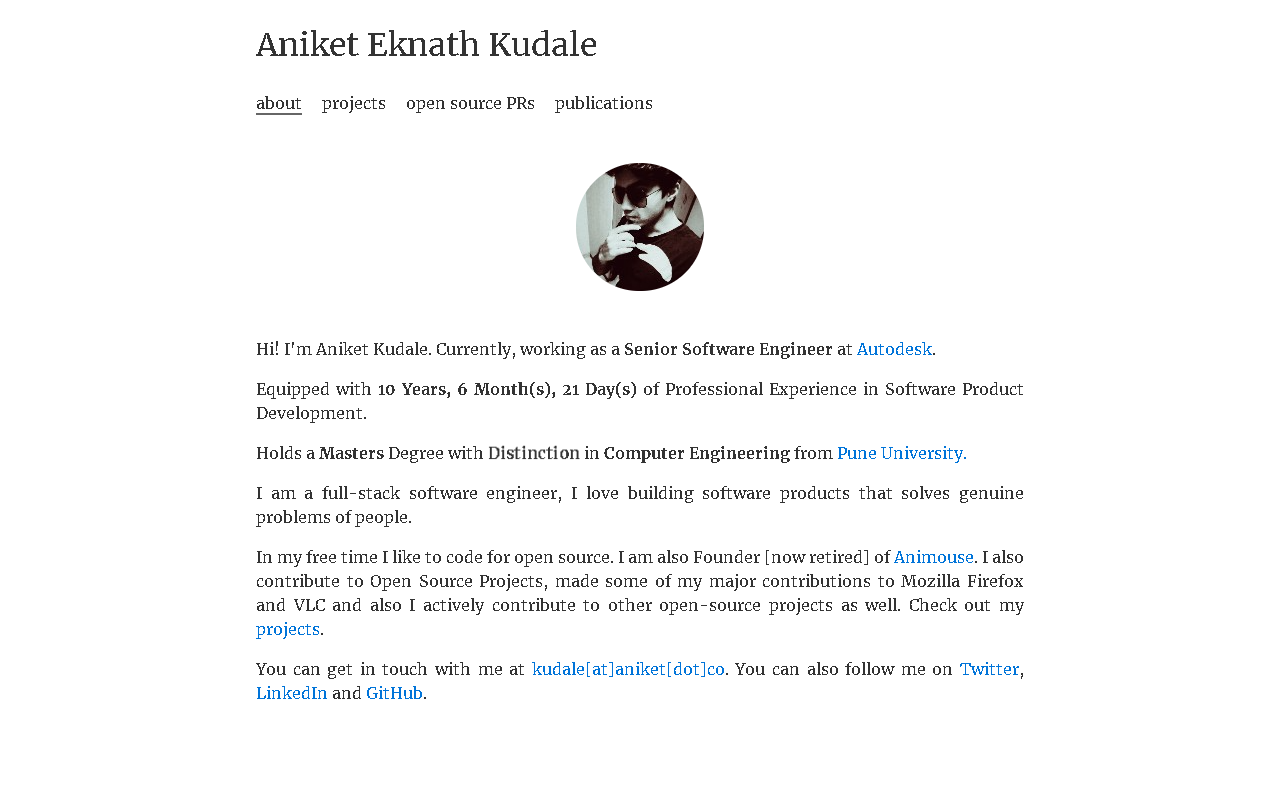 Aniket Eknath Kudale
about projects open source PRs publications
Hi! I'm Aniket Kudale. Currently, working as a Senior Software Engineer at Autodesk.
Equipped with 10 Years, 6 Month(s), 21 Day(s) of Professional Experience in Software Product
Development.
Holds a Masters Degree with Distinction in Computer Engineering from Pune University.
I am a full-stack software engineer, I love building software products that solves genuine
problems of people.
In my free time I like to code for open source. I am also Founder [now retired] of Animouse. I also
contribute to Open Source Projects, made some of my major contributions to Mozilla Firefox
and VLC and also I actively contribute to other open-source projects as well. Check out my
projects.
You can get in touch with me at kudale[at]aniket[dot]co. You can also follow me on Twitter,
LinkedIn and GitHub.